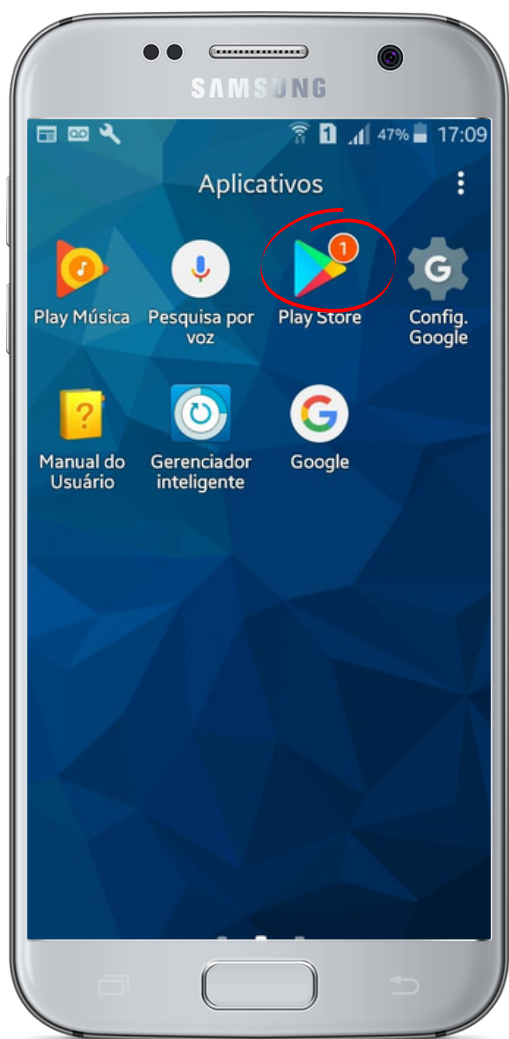 SAMSUNG
1 47% 17:09
Aplicativos
1
Play Música Pesquisa por Play Store Config.
voz Google
G
?
Manual do Gerenciador Google
Usuário inteligente